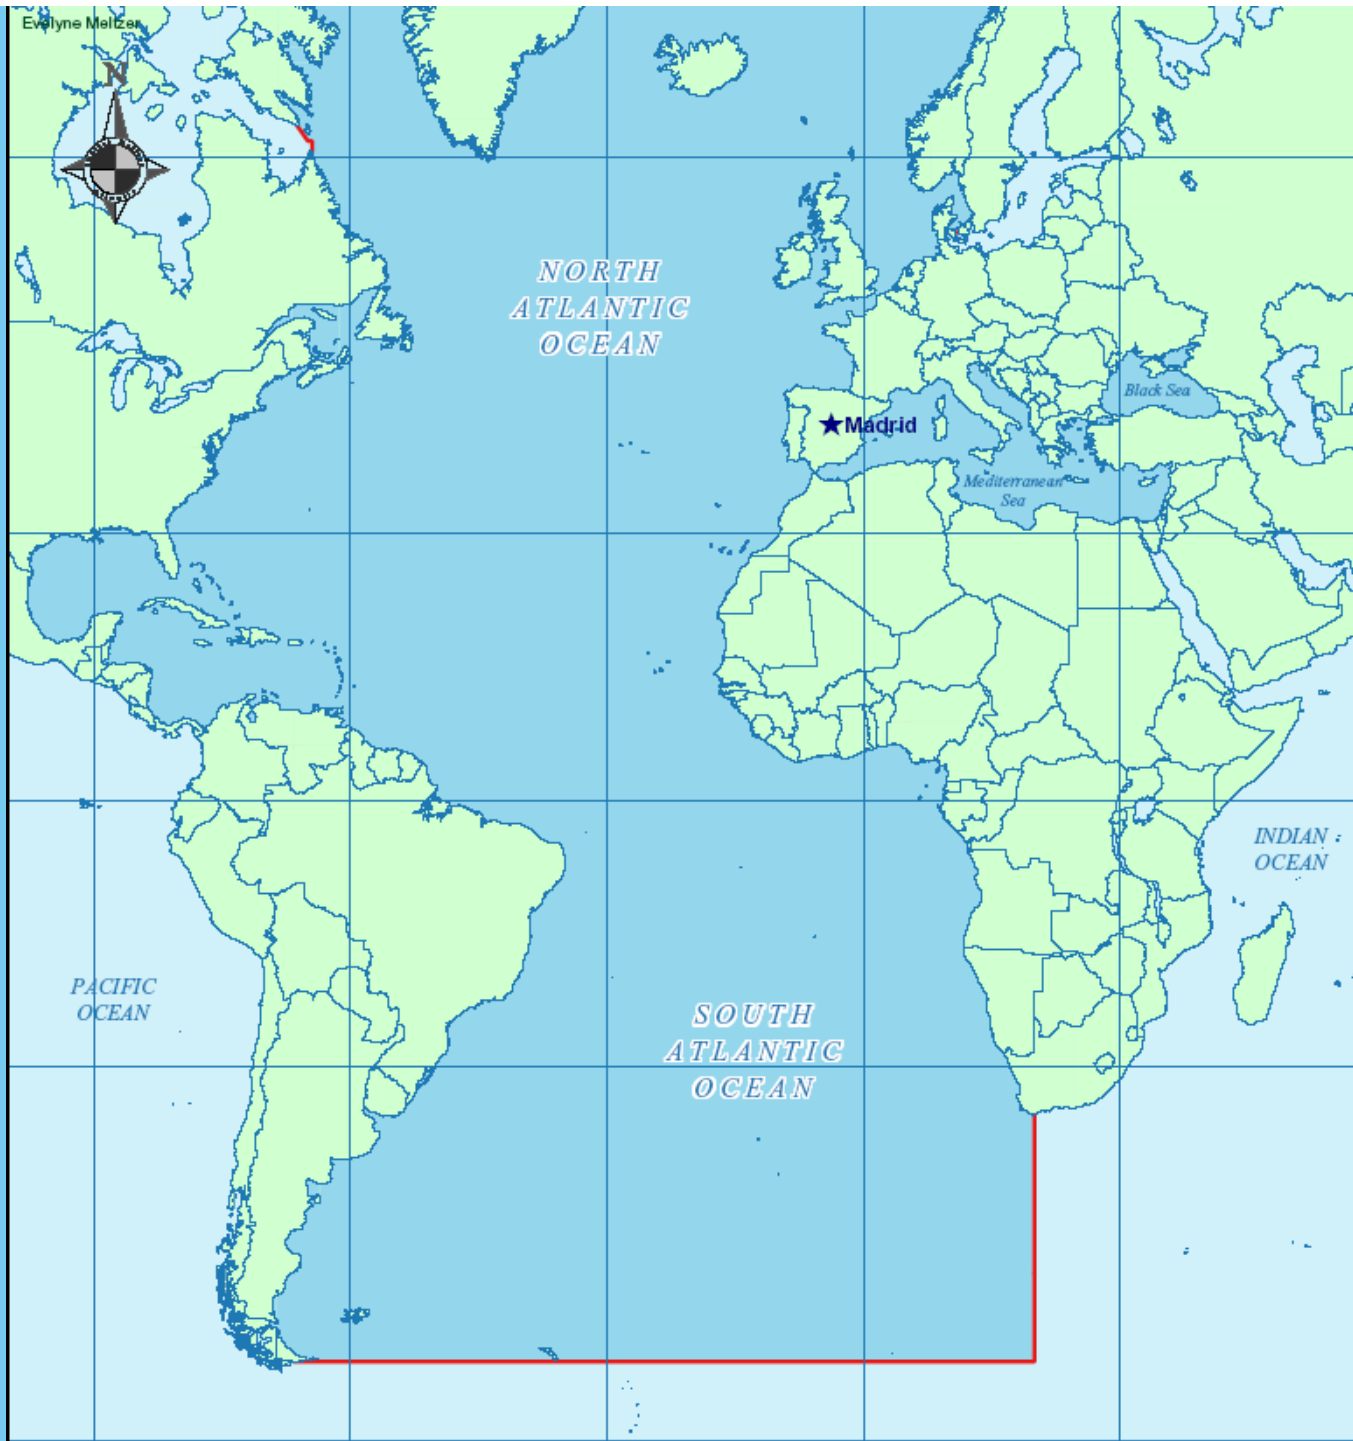 Evelyne Meltzer
N
NORTH
ATLANTIC
OCEAN
Black Sea
Madrid
Mediterranean
Sea
INDIAN
OCEAN
PACIFIC
OCEAN
SOUTH
ATLANTIC
OCEAN